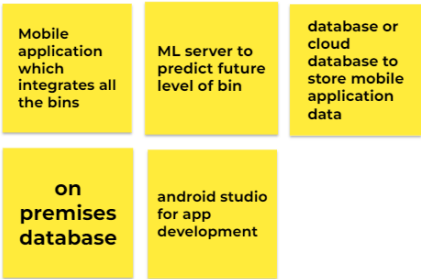 Mobile
application
which
integrates all
the bins
ML server to
predict future
level of bin
database or
cloud
database to
store mobile
application
data
on
premises
database
android studio
for app
development